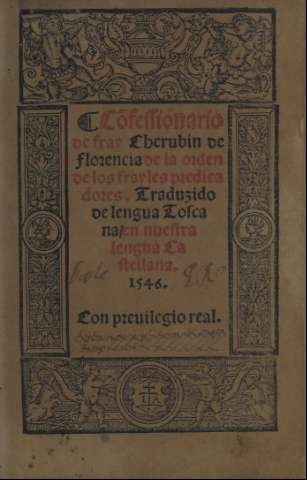 Cõfessionario
de fray Cherubin de
Florencia de la orden
de los frayles predica
dores. Traduzido
de lengua Tosca
na/en nuestra
lengua Ca
stellana.
1546.
Con preuilegio real.